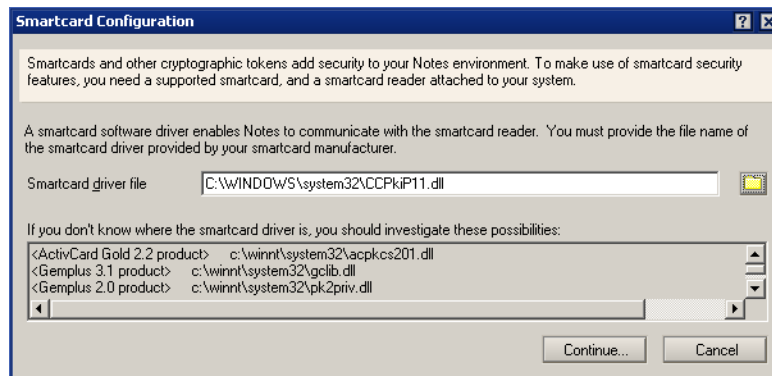 Smartcard Configuration
Smartcards and other cryptographic tokens add security to your Notes environment. To make use of smartcard security
features, you need a supported smartcard, and a smartcard reader attached to your system.
A smartcard software driver enables Notes to communicate with the smartcard reader. You must provide the file name of
the smartcard driver provided by your smartcard manufacturer.
Smartcard driver file C:\WINDOWS\system32\CCPkiP11.dll
If you don't know where the smartcard driver is, you should investigate these possibilities:
<ActivCard Gold 2.2 product> c:\winnt\system32\acpkcs201.dll
<Gemplus 3.1 product> c:\winnt\system32\gclib.dll
<Gemplus 2.0 product> c:\winnt\system32\pk2priv.dll
Continue... Cancel